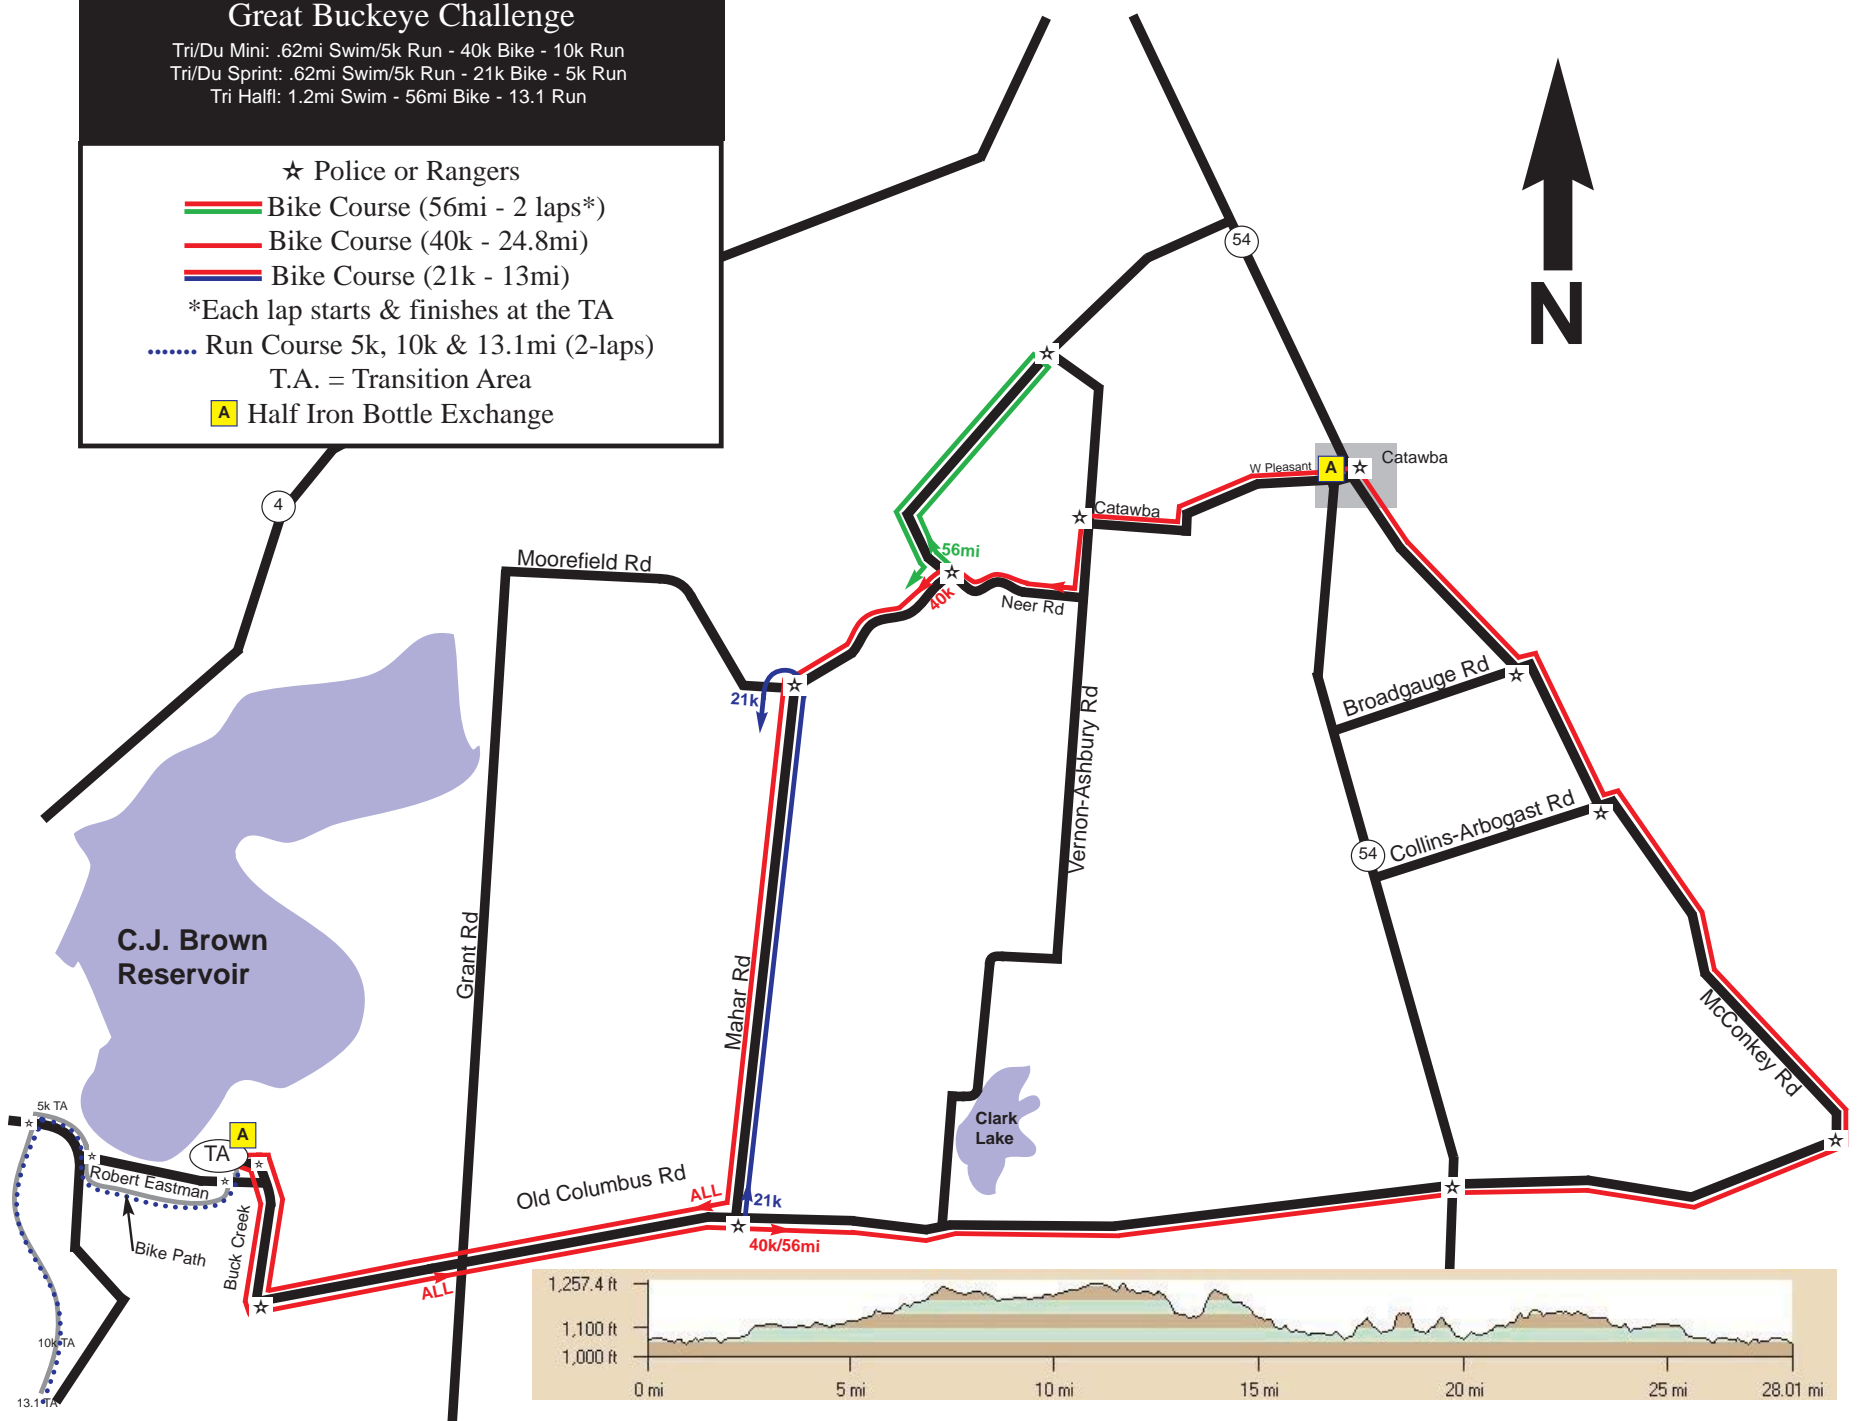 Great Buckeye Challenge
Tri/Du Mini: .62mi Swim/5k Run - 40k Bike - 10k Run
Tri/Du Sprint: .62mi Swim/5k Run - 21k Bike - 5k Run
Tri Halfl: 1.2mi Swim - 56mi Bike - 13.1 Run
Police or Rangers
Bike Course (56mi - 2 laps*)
Bike Course (40k - 24.8mi)
Bike Course (21k - 13mi)
*Each lap starts & finishes at the TA
Run Course 5k, 10k & 13.1mi (2-laps)
T.A. = Transition Area
A Half Iron Bottle Exchange
N
54
4
W Pleasant
A
Catawba
Catawba
Moorefield Rd
56mi
40k
Neer Rd
21k
Broadgauge Rd
Vernon-Ashbury Rd
Collins-Arbogast Rd
54
C.J. Brown
Reservoir
Grant Rd
Mahar Rd
McConkey Rd
Clark
Lake
5k TA
A
TA
Robert Eastman
Old Columbus Rd
ALL
21k
40k/56mi
Buck Creek
Bike Path
ALL
10k TA
13.1 TA
1,257.4 ft
1,100 ft
1,000 ft
0 mi
5 mi
10 mi
15 mi
20 mi
25 mi
28.01 mi